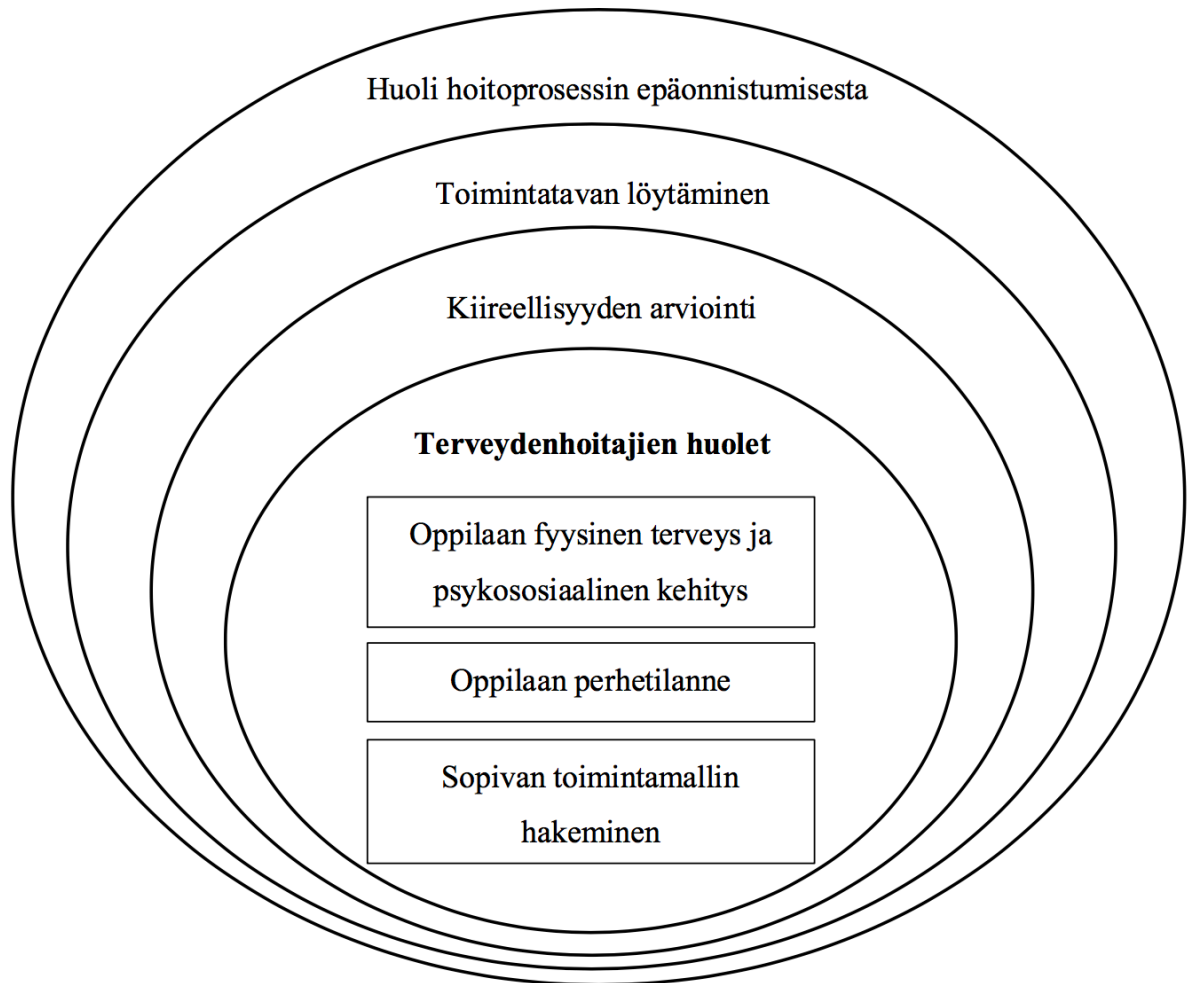 Huoli hoitoprosessin epäonnistumisesta
Toimintatavan löytäminen
Kiireellisyyden arviointi
Terveydenhoitajien huolet
Oppilaan fyysinen terveys ja
psykososiaalinen kehitys
Oppilaan perhetilanne
Sopivan toimintamallin
hakeminen